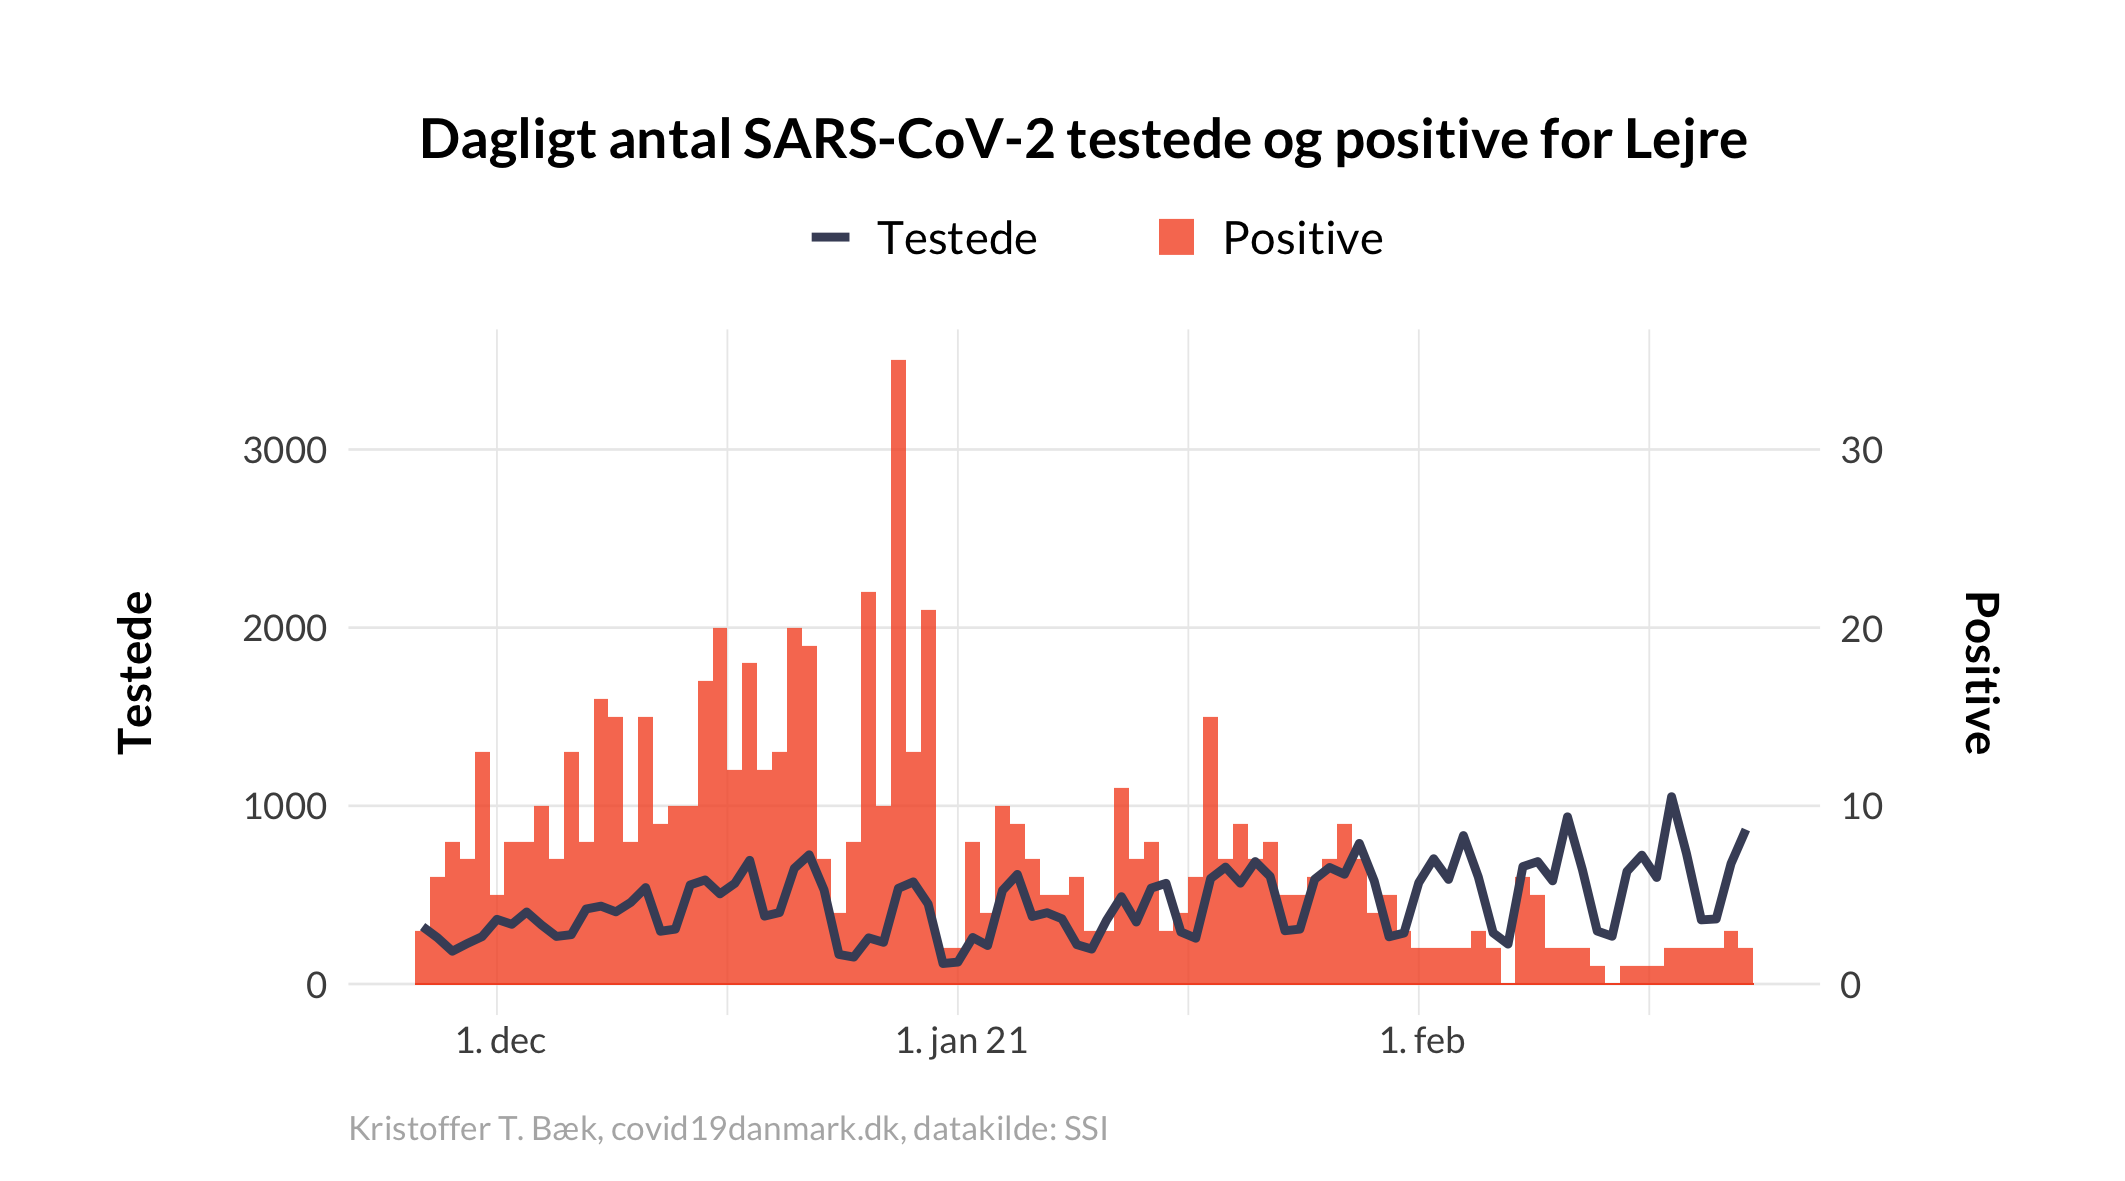 Dagligt antal SARS-CoV-2 testede og positive for Lejre
Testede
Positive
3000
2000
1000
0
30
20
10
0
Testede
Positive
1. dec
1. jan 21
1. feb
Kristoffer T. Bæk, covid19danmark.dk, datakilde: SSI